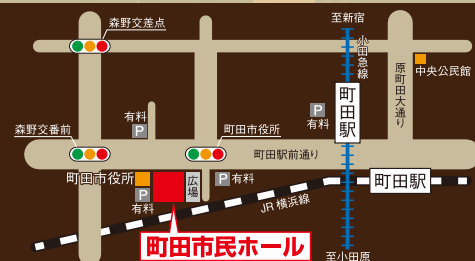 至新宿
森野交差点
小田急線
中央公民館
原町田大通り
町田駅
P
有料
有料
P
森野交番前
町田市役所
町田駅前通り
町田市役所
P
有料
広場
P 有料
町田駅
JR横浜線
町田市民ホール
至小田原